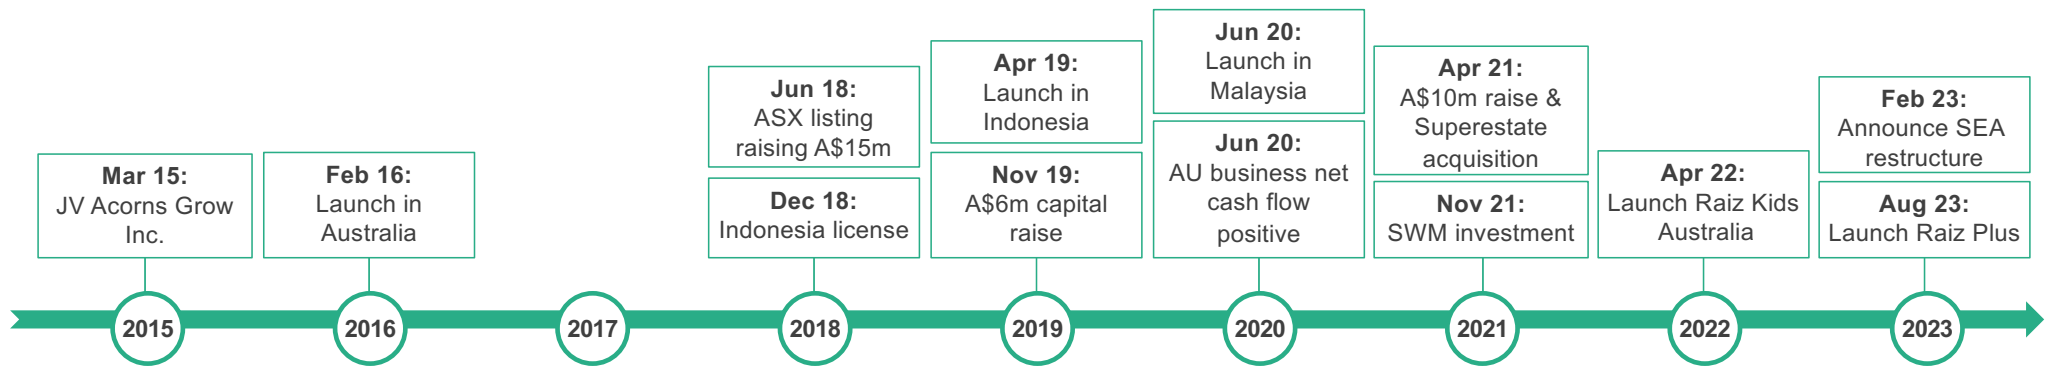 Mar 15:
JV Acorns Grow
Inc.
Feb 16:
Launch in
Australia
Jun 18:
ASX listing
raising A$15m
Dec 18:
Indonesia license
Apr 19:
Launch in
Indonesia
Nov 19:
A$6m capital
raise
Jun 20:
Launch in
Malaysia
Jun 20:
AU business net
cash flow
positive
Apr 21:
A$10m raise &
Superestate
acquisition
Nov 21:
SWM investment
Apr 22:
Launch Raiz Kids
Australia
Feb 23:
Announce SEA
restructure
Aug 23:
Launch Raiz Plus
2015
2016
2017
2018
2019
2020
2021
2022
2023